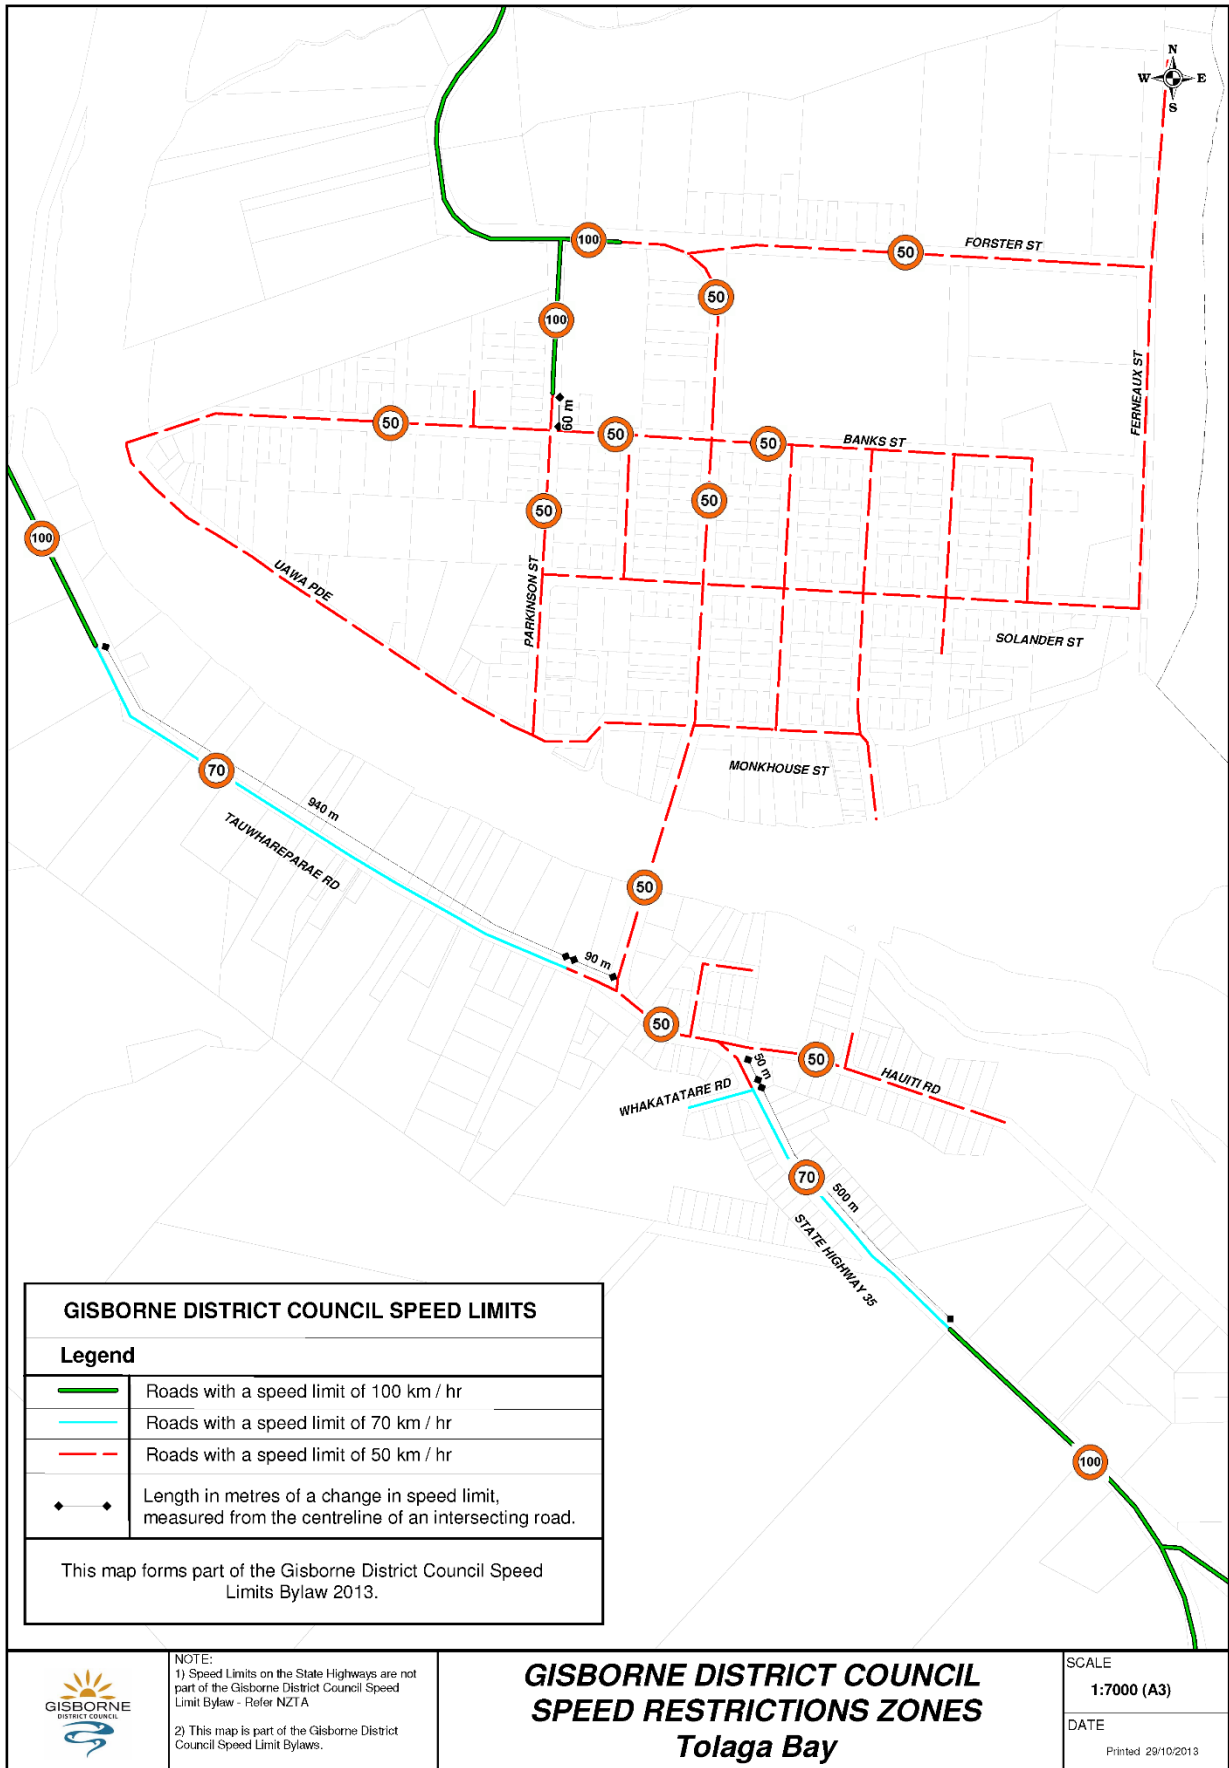 N
W E
S
100
FORSTER ST
50
50
100
FERNEAUX ST
60 m
50
50
50
BANKS ST
50
50
100
PARKINSON ST
UAWA PDE
SOLANDER ST
MONKHOUSE ST
70
940 m
TAUWHAREPARAE RD
50
90 m
50
50 m
50
HAUITI RD
WHAKATATARE RD
70
500 m
STATE HIGHWAY 35
100
GISBORNE DISTRICT COUNCIL SPEED LIMITS
Legend
Roads with a speed limit of 100 km / hr
Roads with a speed limit of 70 km / hr
Roads with a speed limit of 50 km / hr
Length in metres of a change in speed limit,
measured from the centreline of an intersecting road.
This map forms part of the Gisborne District Council Speed
Limits Bylaw 2013.
GISBORNE
DISTRICT COUNCIL
NOTE:
1) Speed Limits on the State Highways are not
part of the Gisborne District Council Speed
Limit Bylaw - Refer NZTA
2) This map is part of the Gisborne District
Council Speed Limit Bylaws.
GISBORNE DISTRICT COUNCIL
SPEED RESTRICTIONS ZONES
Tolaga Bay
SCALE
1:7000 (A3)
DATE
Printed 29/10/2013